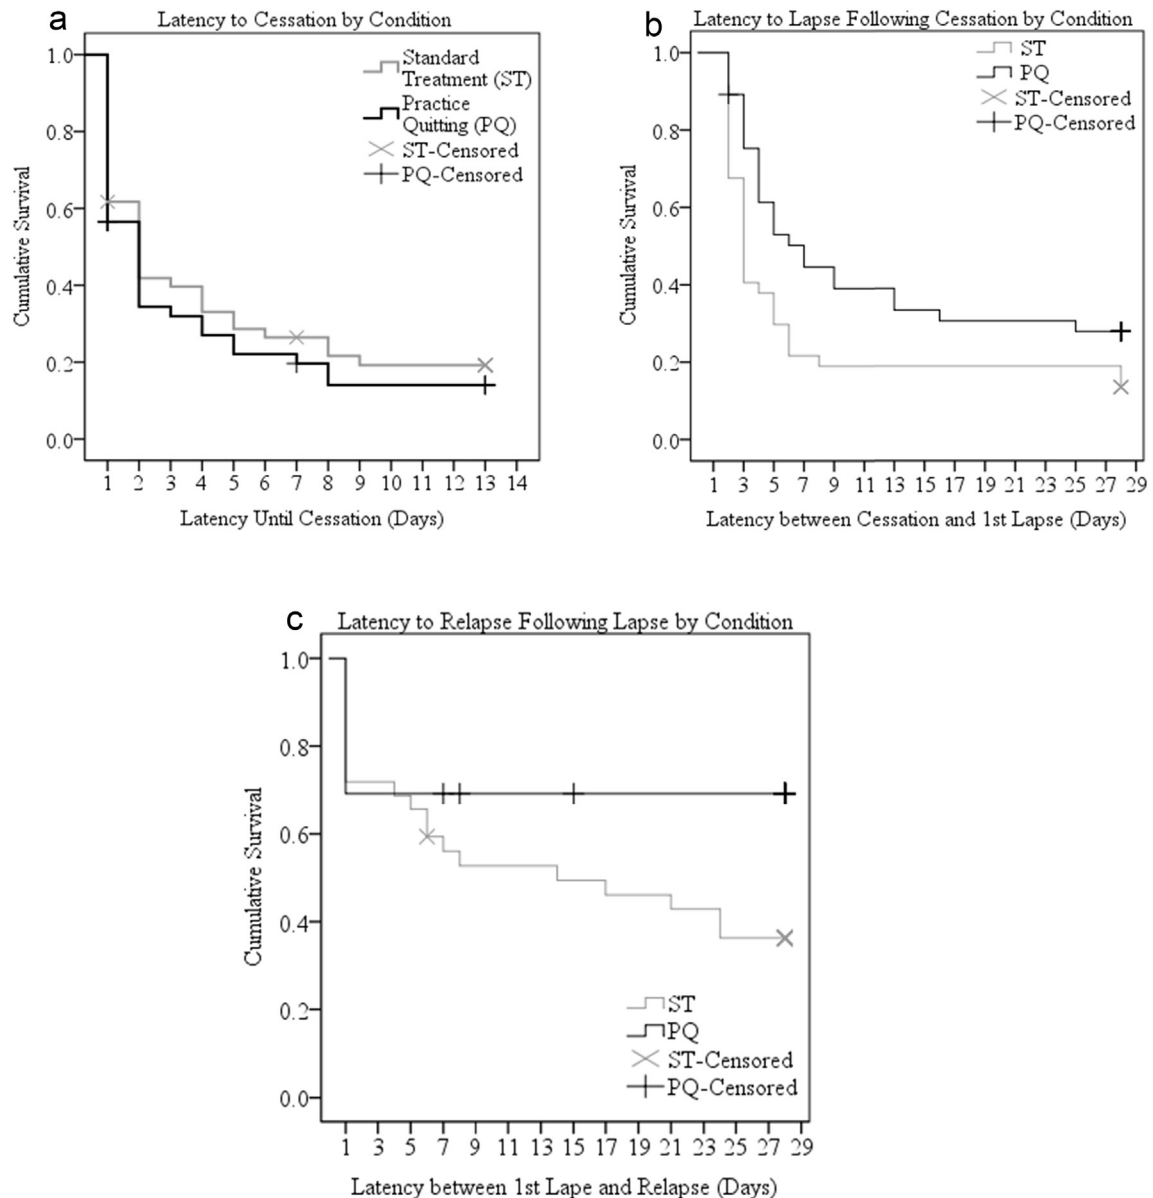 a
Latency to Cessation by Condition
1.0
0.8
0.6
0.4
0.2
0.0
Cumulative Survival
Standard
Treatment (ST)
Practice
Quitting (PQ)
ST-Censored
PQ-Censored
1 2 3 4 5 6 7 8 9 10 11 12 13 14
Latency Until Cessation (Days)
b
Latency to Lapse Following Cessation by Condition
1.0
0.8
0.6
0.4
0.2
0.0
Cumulative Survival
ST
PQ
ST-Censored
PQ-Censored
1 3 5 7 9 11 13 15 17 19 21 23 25 27 29
Latency between Cessation and 1st Lapse (Days)
c
Latency to Relapse Following Lapse by Condition
1.0
0.8
0.6
0.4
0.2
0.0
Cumulative Survival
ST
PQ
ST-Censored
PQ-Censored
1 3 5 7 9 11 13 15 17 19 21 23 25 27 29
Latency between 1st Lape and Relapse (Days)